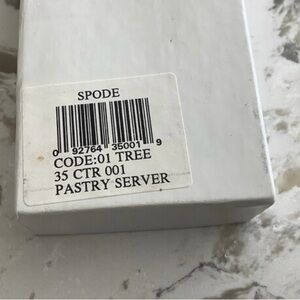 SPODE
0 92764 35001 9
CODE:01 TREE
35 CTR 001
PASTRY SERVER